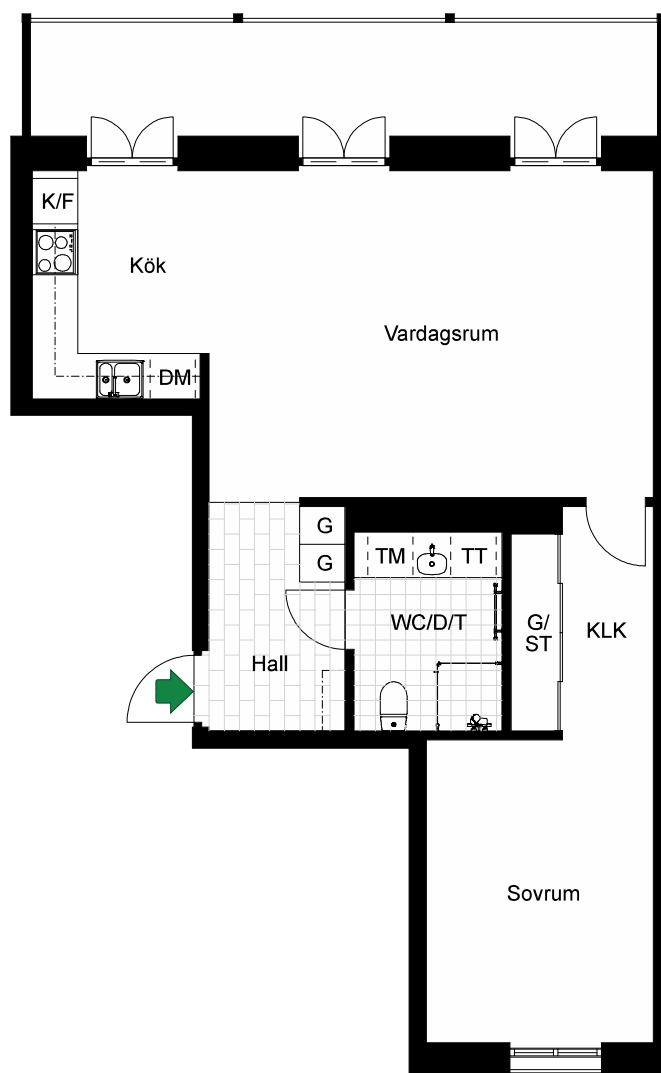 K/F
Kök
Vardagsrum
DM
G
G
TM
TT
WC/D/T
G/
ST
KLK
Hall
Sovrum